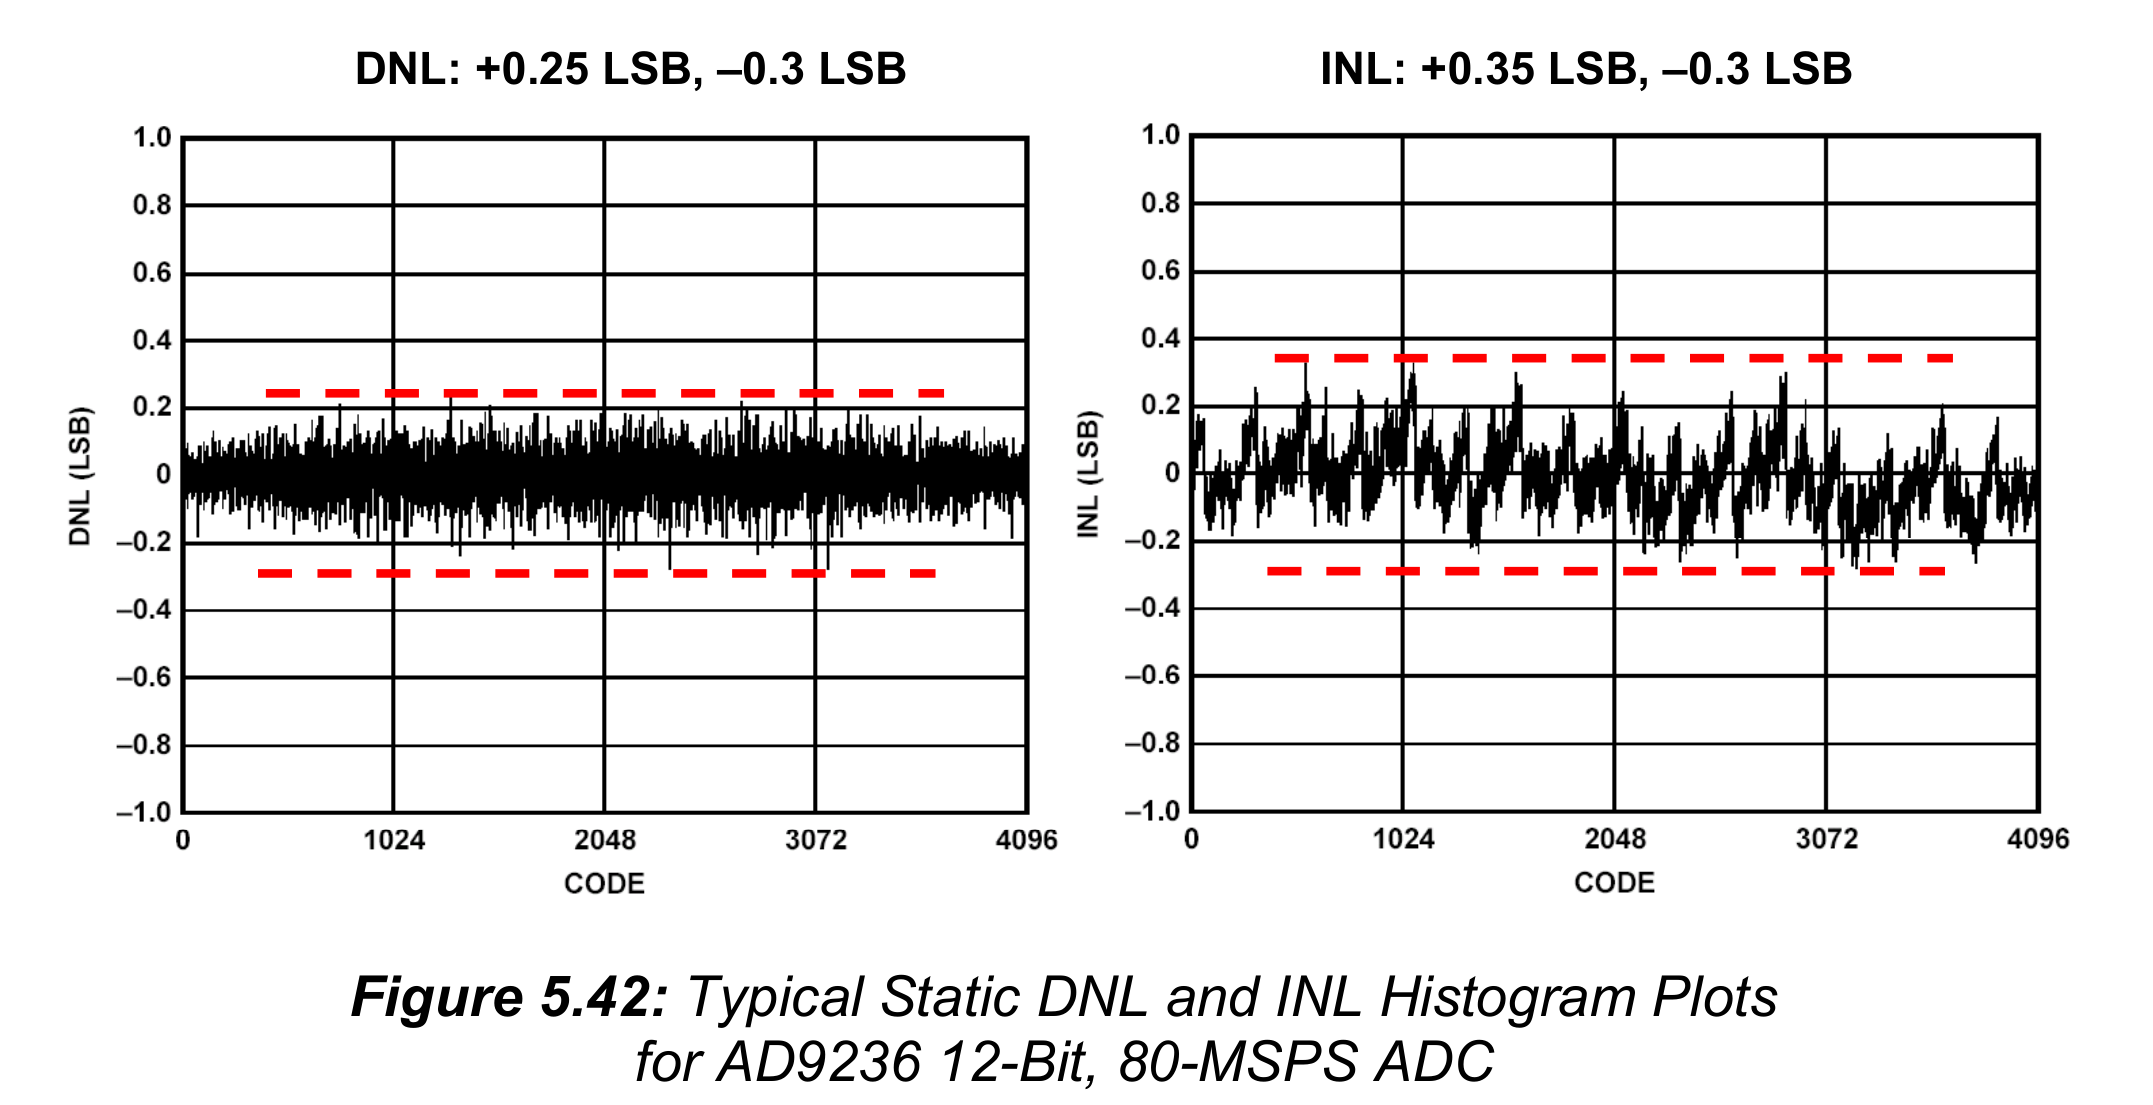 DNL: +0.25 LSB, –0.3 LSB
1.0
0.8
0.6
0.4
0.2
0
–0.2
–0.4
–0.6
–0.8
–1.0
DNL (LSB)
0 1024 2048 3072 4096
CODE
INL: +0.35 LSB, –0.3 LSB
1.0
0.8
0.6
0.4
0.2
0
–0.2
–0.4
–0.6
–0.8
–1.0
INL (LSB)
0 1024 2048 3072 4096
CODE
Figure 5.42: Typical Static DNL and INL Histogram Plots
for AD9236 12-Bit, 80-MSPS ADC